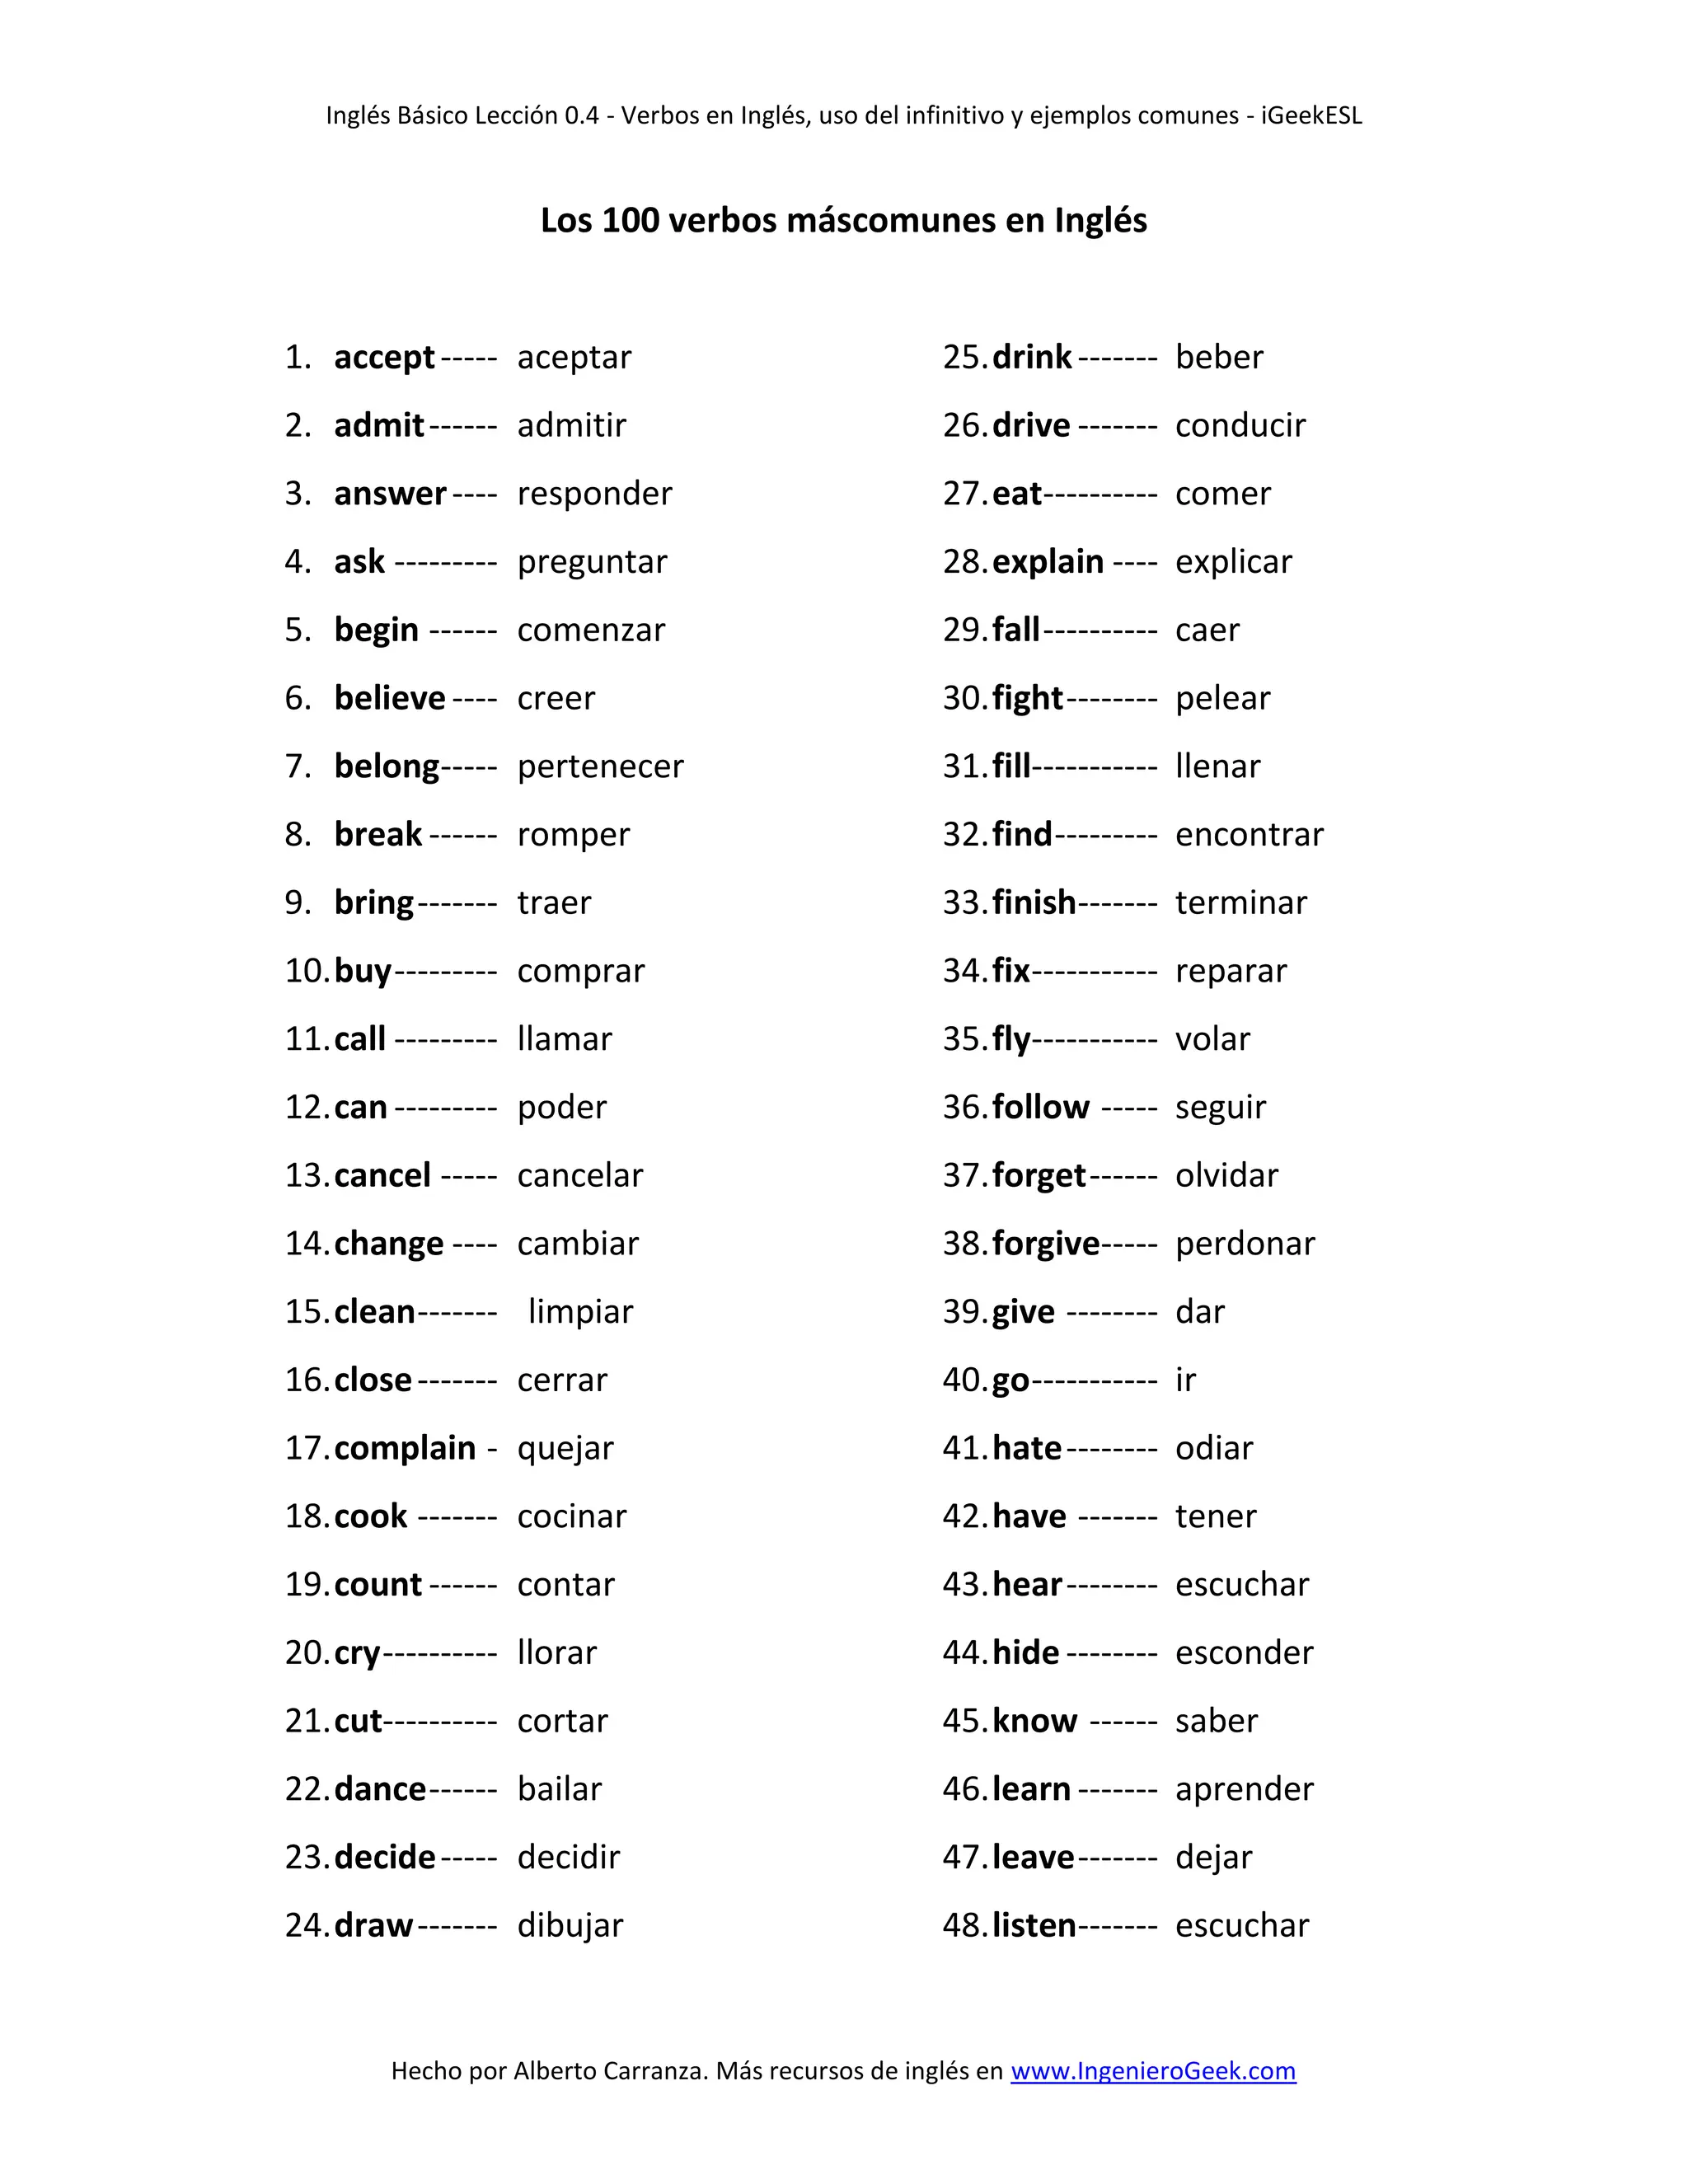 Inglés Básico Lección 0.4 - Verbos en Inglés, uso del infinitivo y ejemplos comunes - iGeekESL
Los 100 verbos máscomunes en Inglés
1. accept ----- aceptar
2. admit ------ admitir
3. answer ---- responder
4. ask --------- preguntar
5. begin ------ comenzar
6. believe ---- creer
7. belong----- pertenecer
8. break ------ romper
9. bring ------- traer
10. buy --------- comprar
11. call --------- llamar
12. can --------- poder
13. cancel ----- cancelar
14. change ---- cambiar
15. clean------- limpiar
16. close ------- cerrar
17. complain - quejar
18. cook ------- cocinar
19. count ------ contar
20. cry---------- llorar
21. cut---------- cortar
22. dance------ bailar
23. decide ----- decidir
24. draw ------- dibujar
25. drink ------- beber
26. drive ------- conducir
27. eat---------- comer
28. explain ---- explicar
29. fall---------- caer
30. fight-------- pelear
31. fill----------- llenar
32. find--------- encontrar
33. finish------- terminar
34. fix----------- reparar
35. fly----------- volar
36. follow ----- seguir
37. forget------ olvidar
38. forgive----- perdonar
39. give -------- dar
40. go----------- ir
41. hate -------- odiar
42. have ------- tener
43. hear -------- escuchar
44. hide -------- esconder
45. know ------ saber
46. learn ------- aprender
47. leave ------- dejar
48. listen------- escuchar
Hecho por Alberto Carranza. Más recursos de inglés en www.IngenieroGeek.com